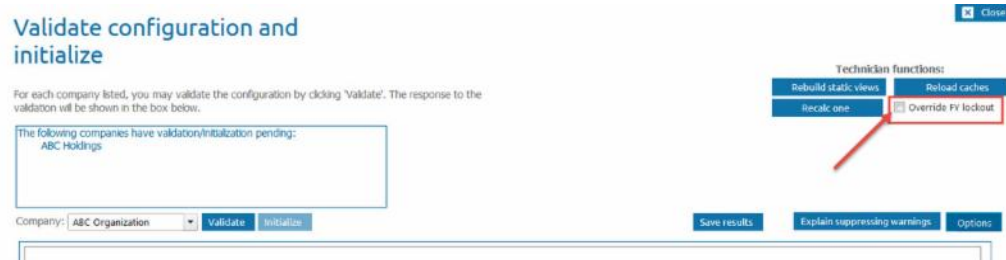 Close
Validate configuration and
initialize
Technician functions:
Rebuild static views Reload caches
For each company listed, you may validate the configuration by clicking 'Validate'. The response to the
validation will be shown in the box below.
Recalc one Override FY lockout
The following companies have validation/initialization pending:
ABC Holdings
Company: ABC Organization Validate Initialize Save results Explain suppressing warnings Options